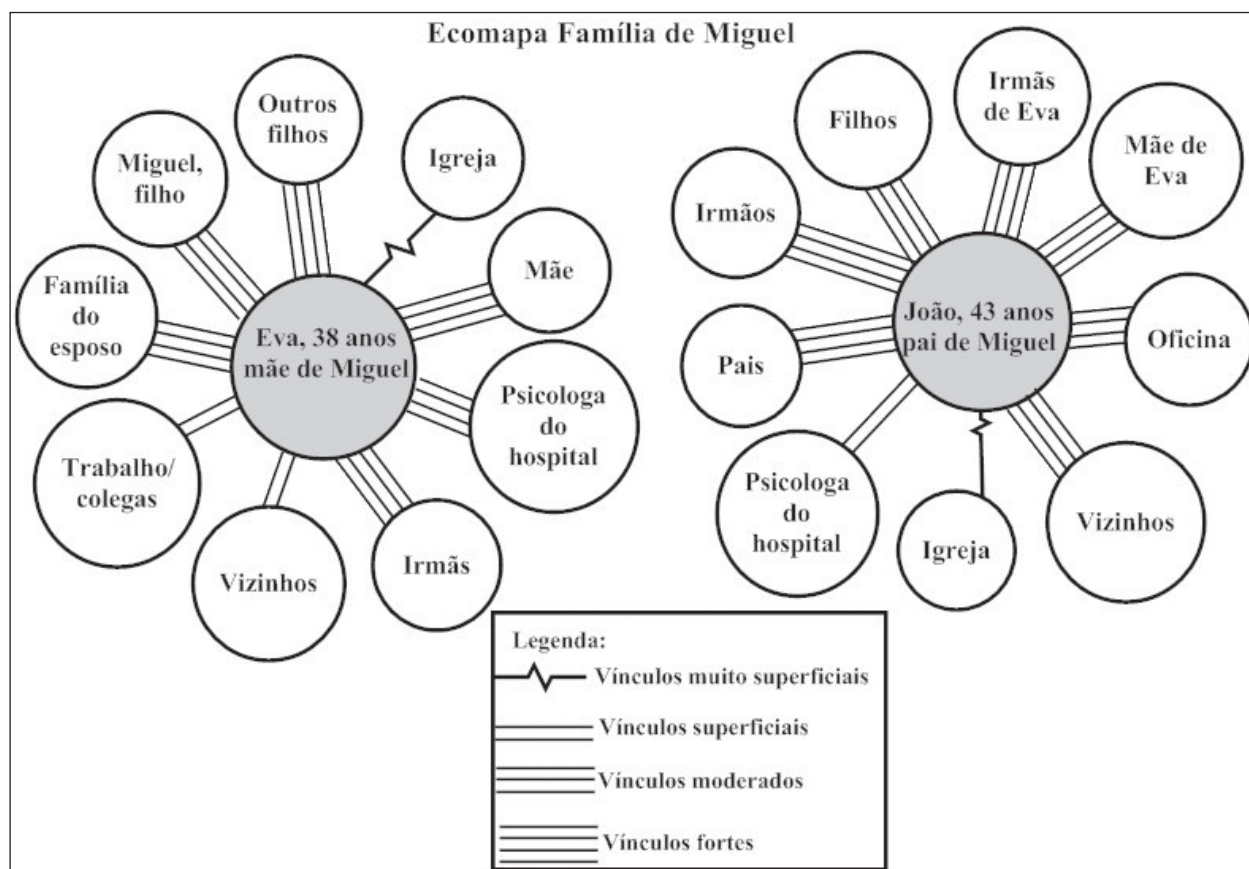 Ecomapa Família de Miguel
Outros
filhos
Igreja
Miguel,
filho
Mãe
Família
do
esposo
Eva, 38 anos
mãe de Miguel
Psicologa
do
hospital
Trabalho/
colegas
Vizinhos
Irmãs
Filhos
Irmãs
de Eva
Mãe de
Eva
Irmãos
João, 43 anos
pai de Miguel
Oficina
Pais
Psicologa
do
hospital
Igreja
Vizinhos
Legenda:
Vínculos muito superficiais
Vínculos superficiais
Vínculos moderados
Vínculos fortes